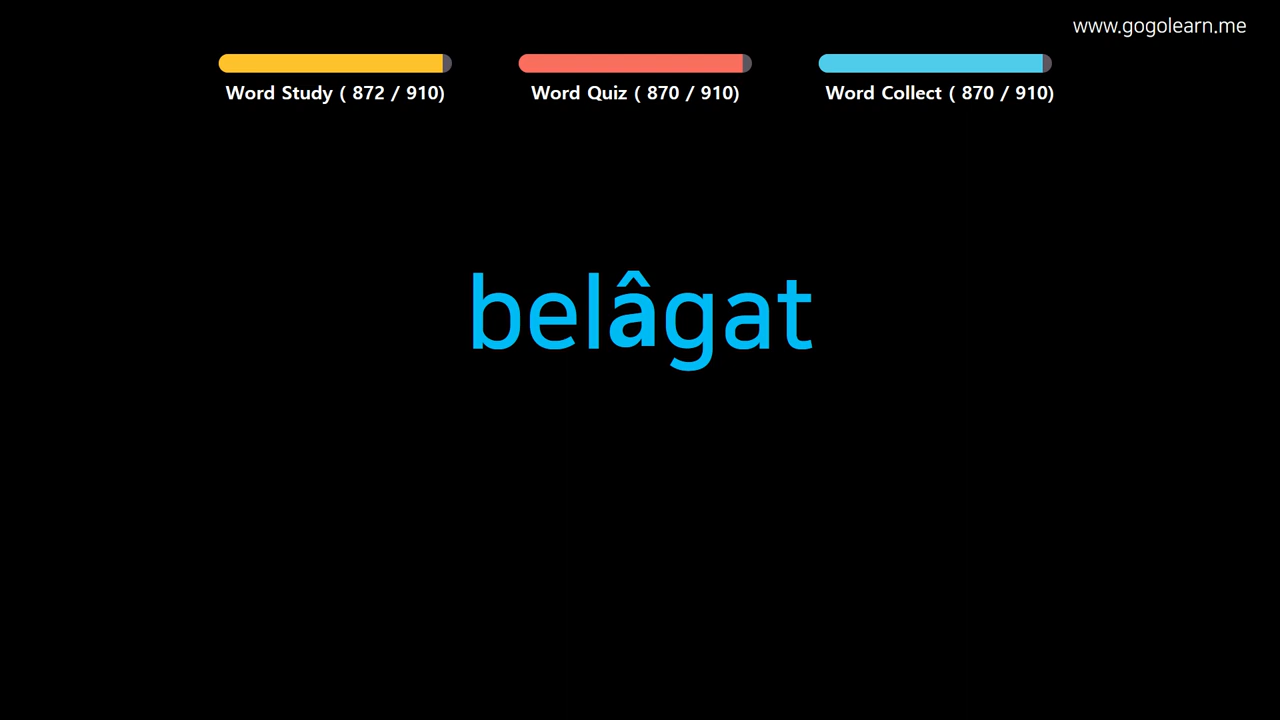 www.gogolearn.me
Word Study ( 872 / 910)
Word Quiz ( 870 / 910)
Word Collect ( 870 / 910)
belâgat